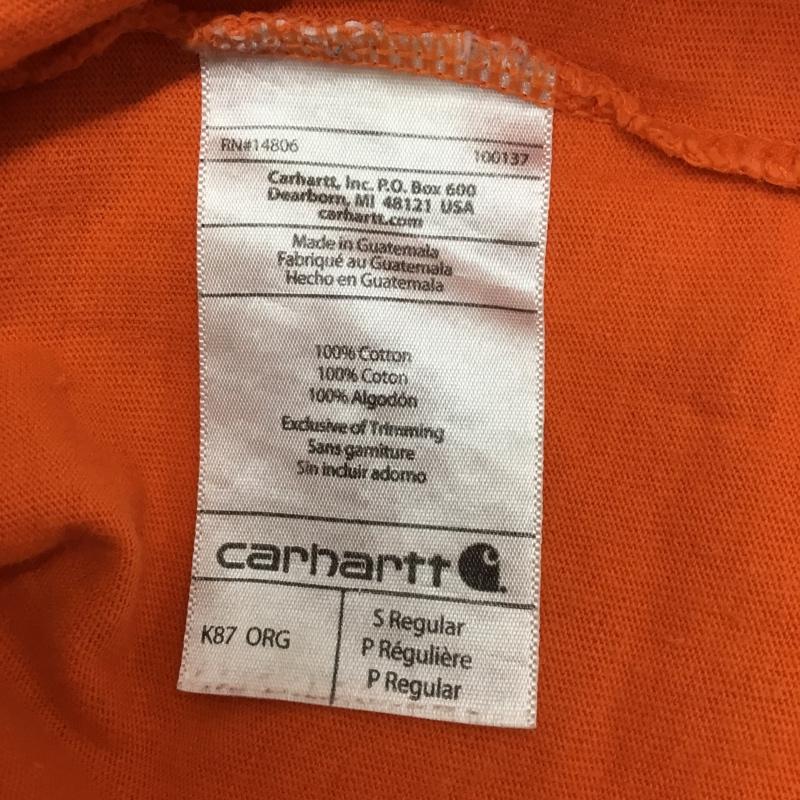 RN#14806 100137
Carhartt, Inc. P.O. Box 600
Dearborn, MI 48121 USA
carhartt.com
Made in Guatemala
Fabriqué au Guatemala
Hecho en Guatemala
100% Cotton
100% Coton
100% Algodón
Exclusive of Trimming
Sans garniture
Sin incluir adorno
carhartt
K87 ORG
S Regular
P Régulière
P Regular